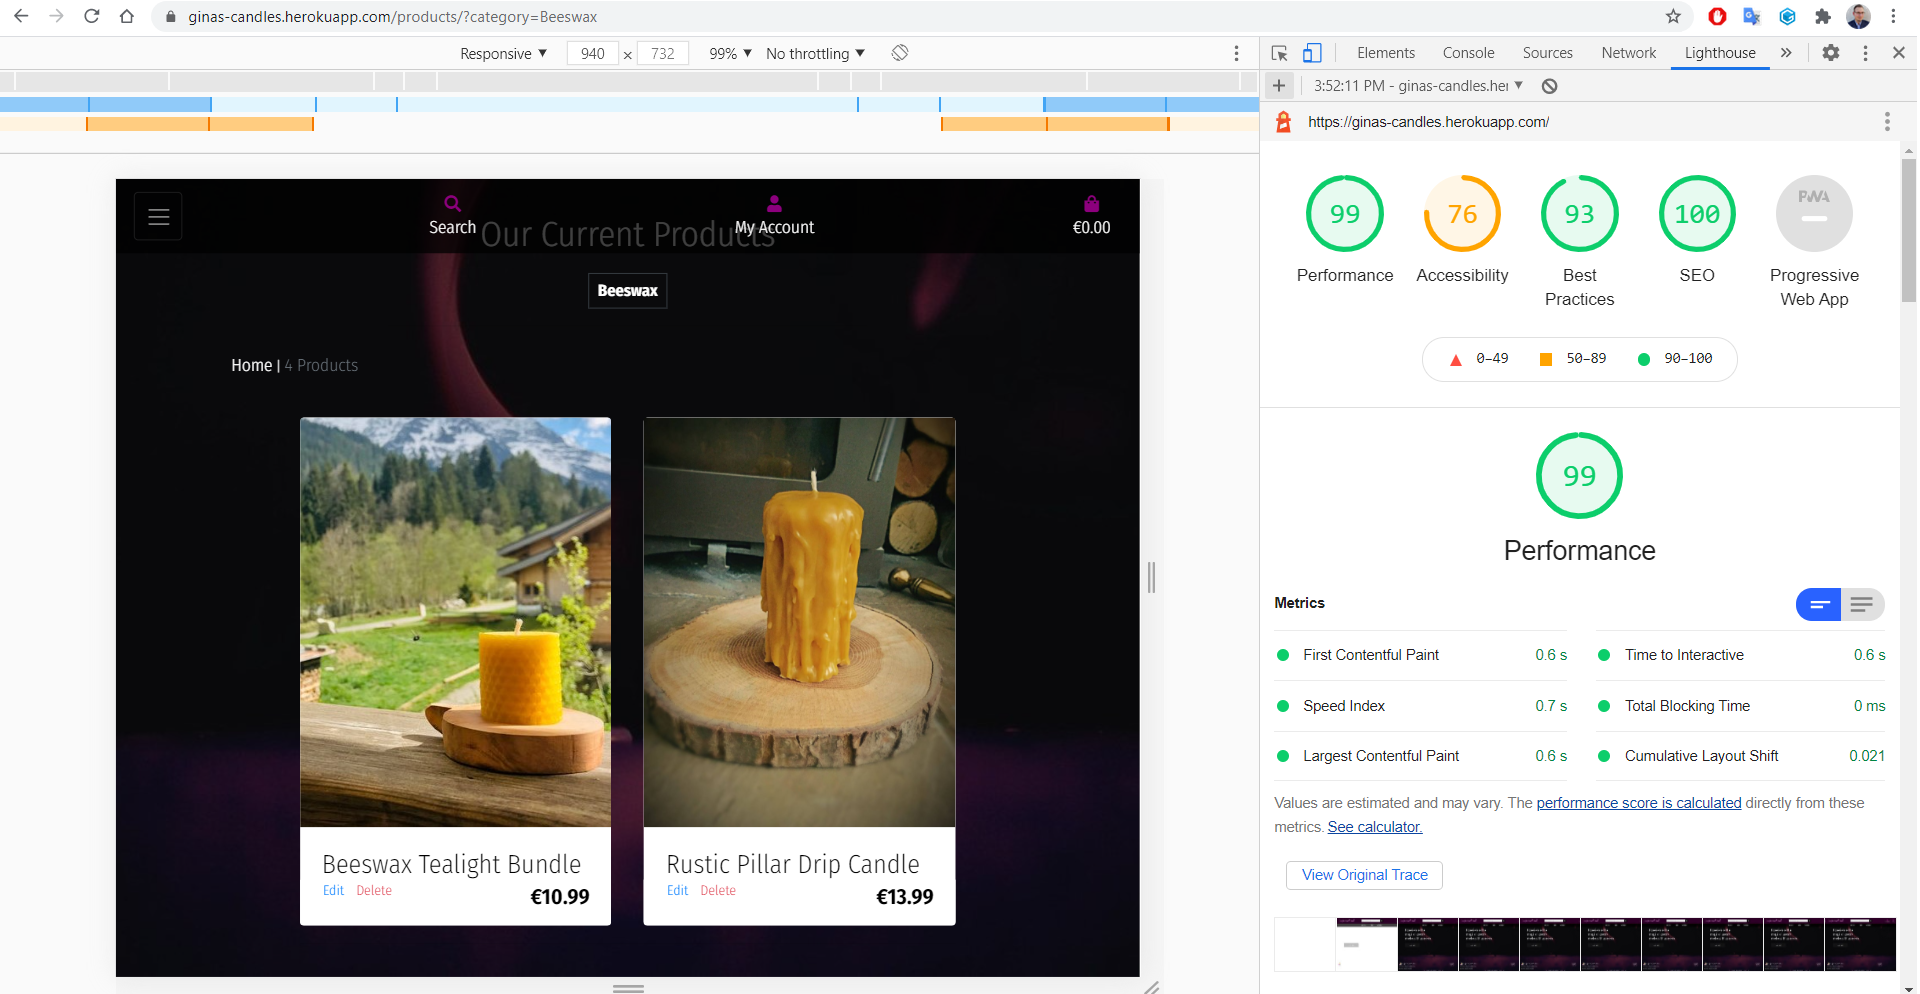 ginas-candles.herokuapp.com/products/?category=Beeswax
Responsive ▼ 940 × 732 99% ▼ No throttling ▼
Elements Console Sources Network Lighthouse »
3:52:11 PM - ginas-candles.her ▼
https://ginas-candles.herokuapp.com/
Search
My Account
€0.00
Our Current Products
Beeswax
Home | 4 Products
Beeswax Tealight Bundle
Edit Delete
€10.99
Rustic Pillar Drip Candle
Edit Delete
€13.99
99 76 93 100 PWA
Performance
Accessibility
Best
Practices
SEO
Progressive
Web App
0–49 50–89 90–100
99
Performance
Metrics
First Contentful Paint 0.6 s
Time to Interactive 0.6 s
Speed Index 0.7 s
Total Blocking Time 0 ms
Largest Contentful Paint 0.6 s
Cumulative Layout Shift 0.021
Values are estimated and may vary. The performance score is calculated directly from these
metrics. See calculator.
View Original Trace